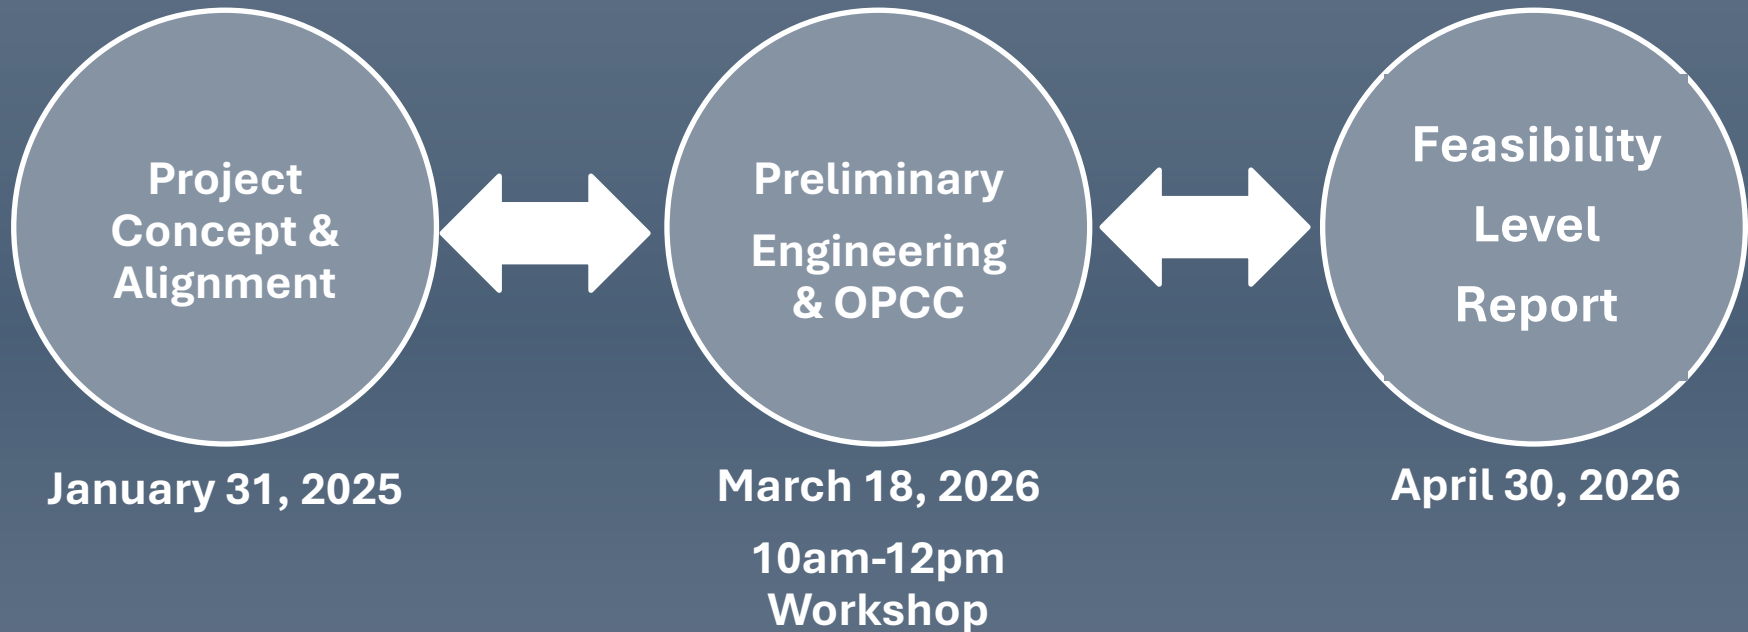 Project
Concept &
Alignment
January 31, 2025
Preliminary
Engineering
& OPCC
March 18, 2026
10am-12pm
Workshop
Feasibility
Level
Report
April 30, 2026